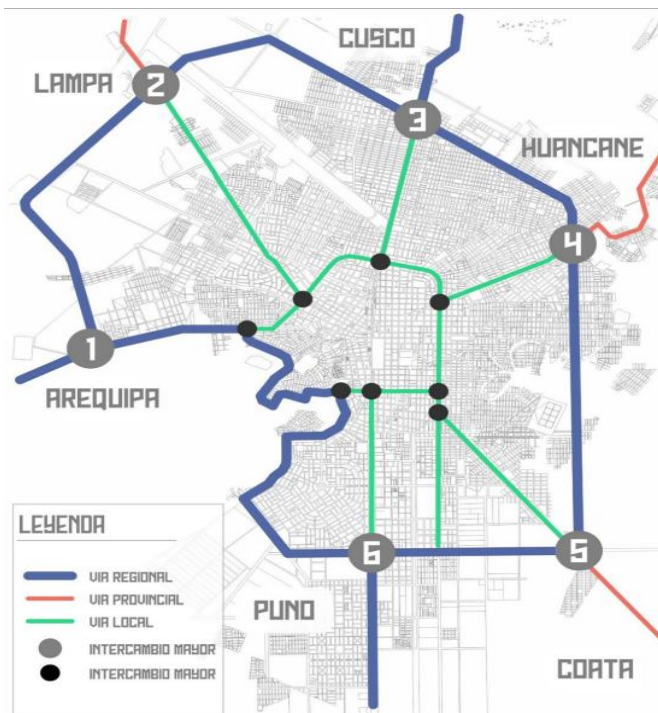 CUSCO
LAMPA
2
3
HUANCANE
4
1
AREQUIPA
LEYENDA
VIA REGIONAL
VIA PROVINCIAL
VIA LOCAL
INTERCAMBIO MAYOR
INTERCAMBIO MAYOR
6
5
PUNO
COATA